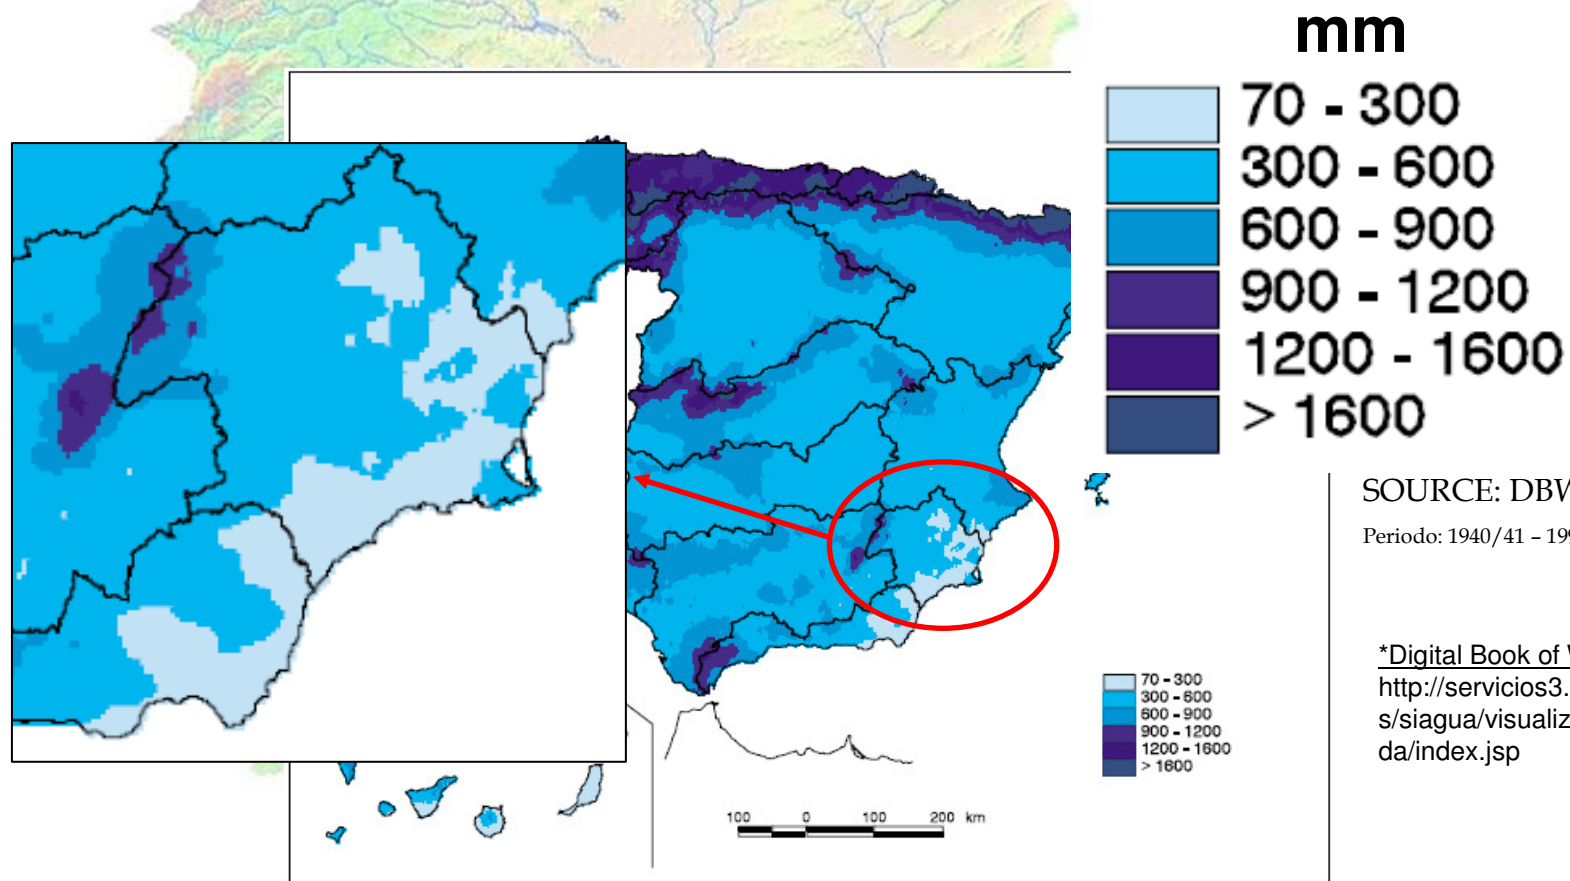 mm
70 - 300
300 - 600
600 - 900
900 - 1200
1200 - 1600
> 1600
SOURCE:
Periodo: 1940/41 –
*Digital Book of
http://servicios3.
s/siagua/visualiz
da/index.jsp
70 - 300
300 - 600
600 - 900
900 - 1200
1200 - 1600
> 1600
100 0 100 200 km